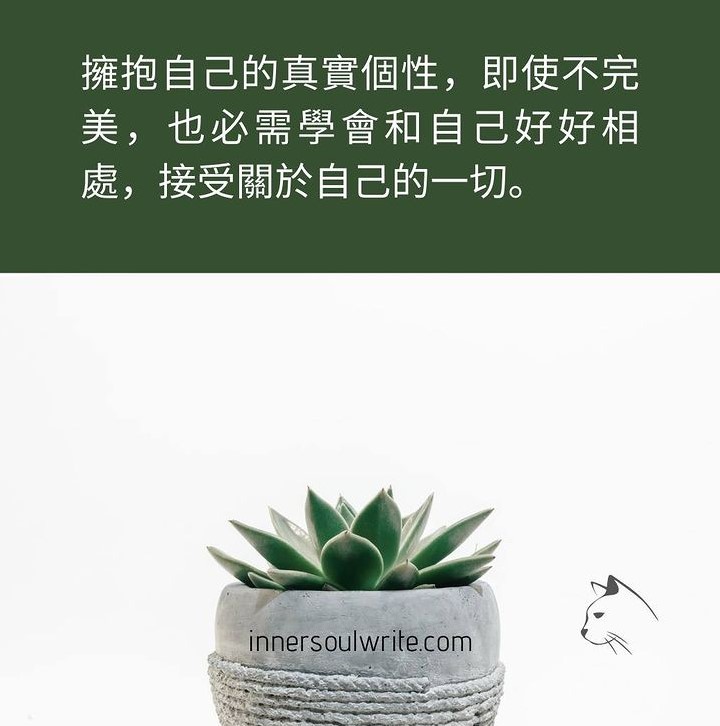 擁抱自己的真實個性，即使不完
美，也必需學會和自己好好相
處，接受關於自己的一切。
innersoulwrite.com